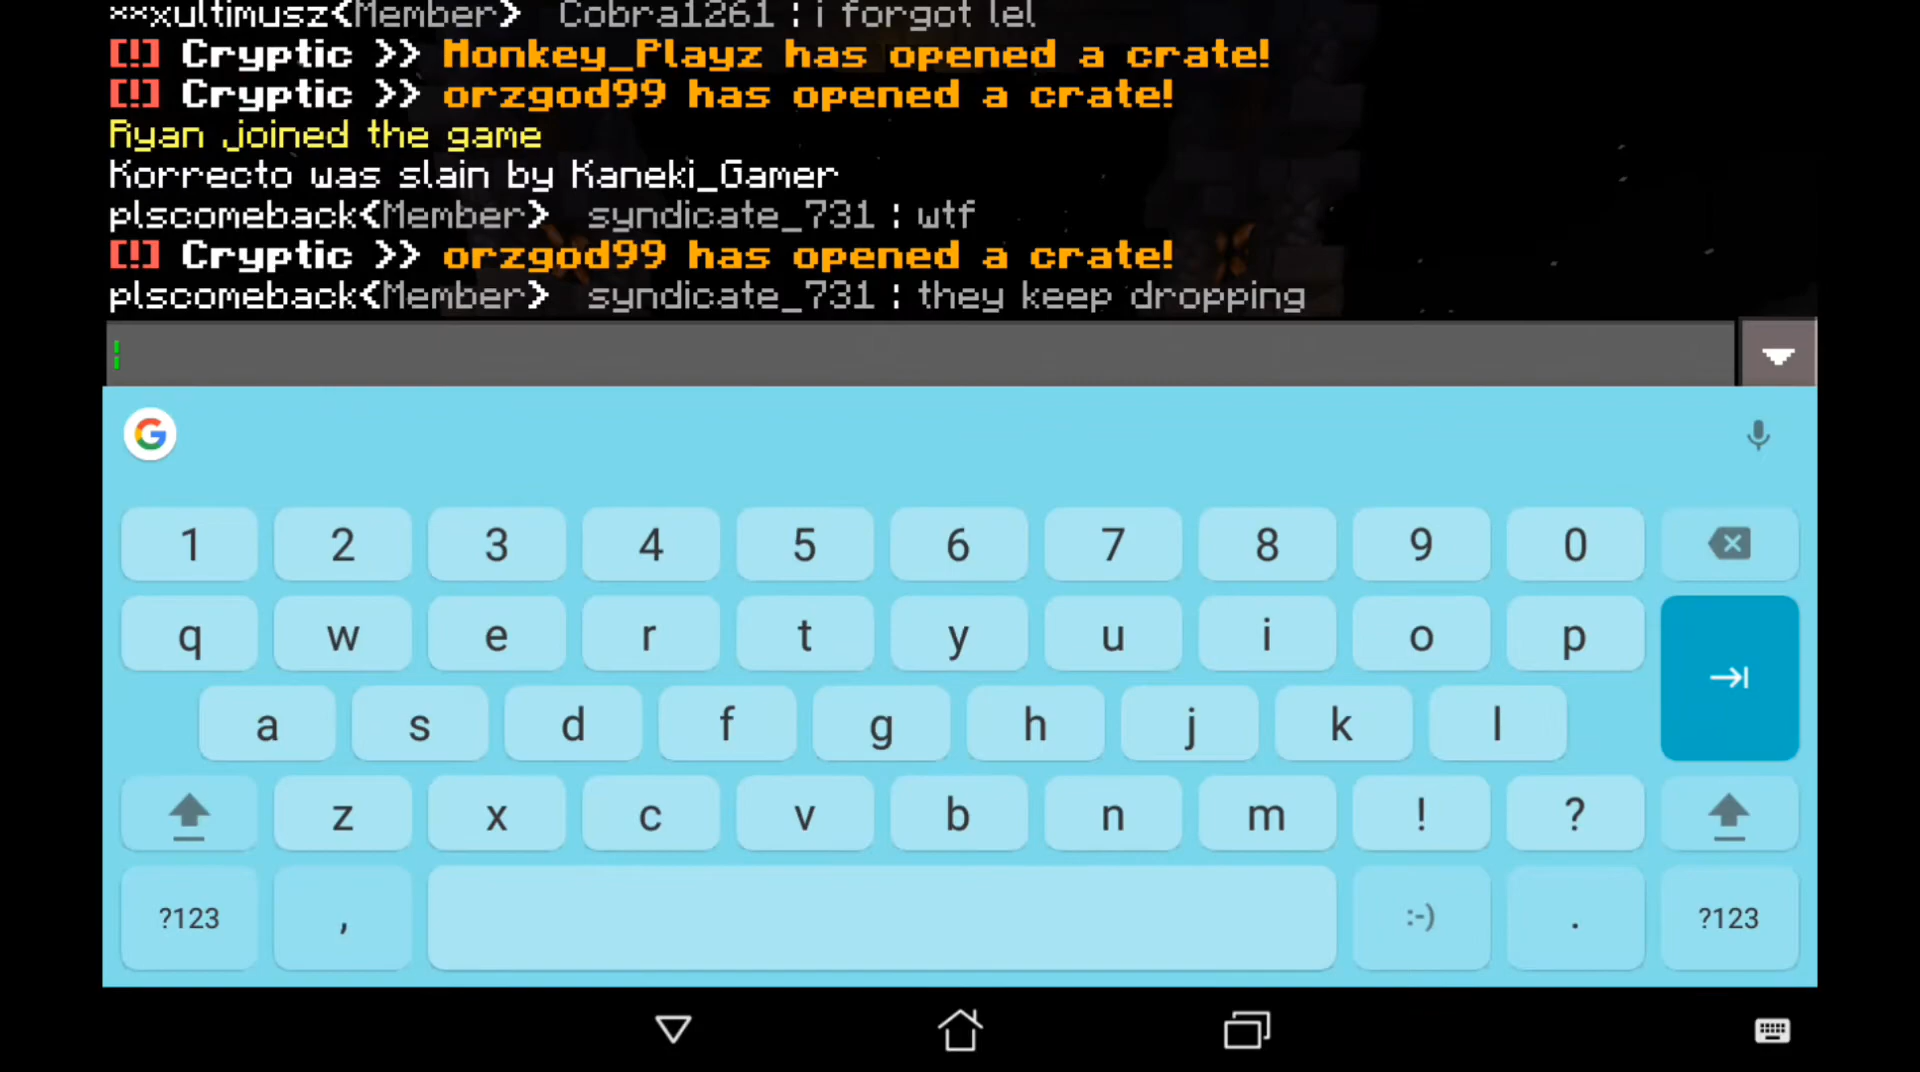 **xultimusz<Member> Cobra1261 : i forgot lel
[!] Cryptic >> Monkey_Playz has opened a crate!
[!] Cryptic >> orzgod99 has opened a crate!
Ryan joined the game
Korrecto was slain by Kaneki_Gamer
plscomeback<Member> syndicate_731 : wtf
[!] Cryptic >> orzgod99 has opened a crate!
plscomeback<Member> syndicate_731 : they keep dropping
G
1 2 3 4 5 6 7 8 9 0
q w e r t y u i o p
a s d f g h j k l
z x c v b n m ! ?
?123 , :-) . ?123